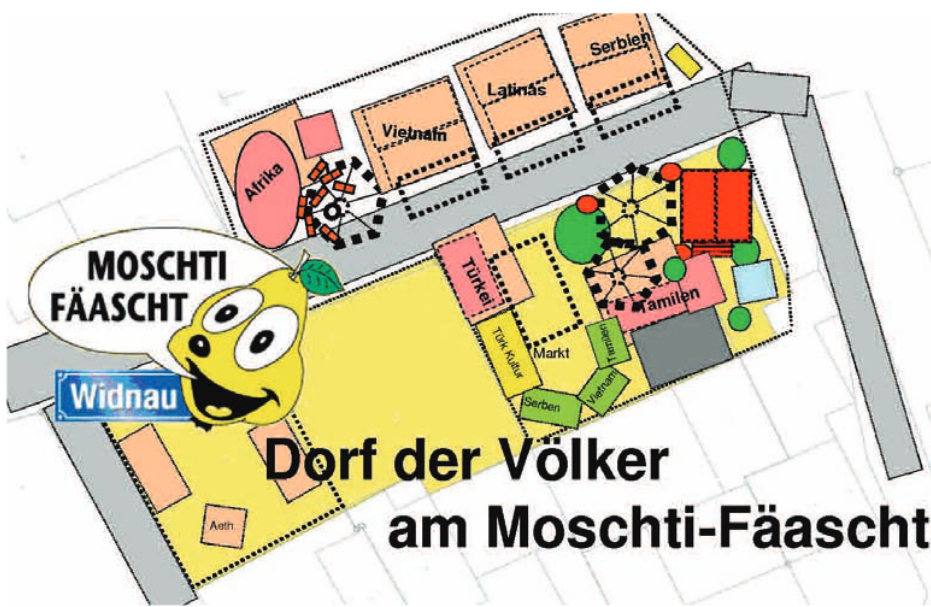 Serbien
Latinas
Vietnam
Afrika
MOSCHTI
FÄASCHT
Türkei
Tamilen
Widnau
Türk Kultur
Markt
Tamilen
Vietnam
Serben
Dorf der Völker
am Moschti-Fäascht
Aeth.